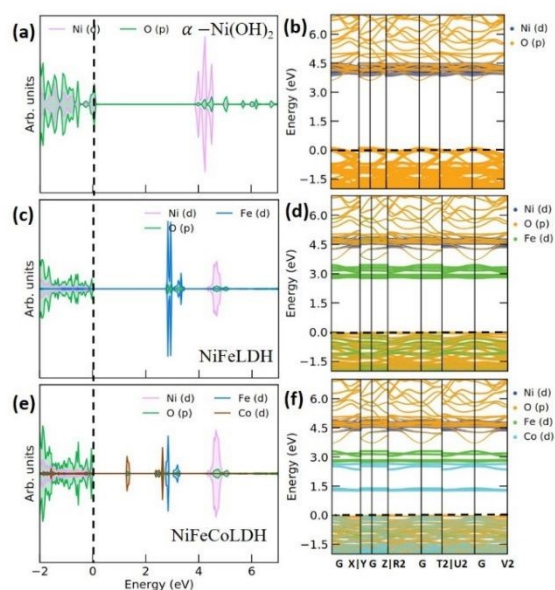 (a)
Ni (d)
O (p)
α –Ni(OH)₂
Arb. units
(b)
Ni (d)
O (p)
Energy (eV)
6.0
4.5
3.0
1.5
0.0
−1.5
(c)
Ni (d)
Fe (d)
O (p)
Arb. units
NiFeLDH
(d)
Ni (d)
O (p)
Fe (d)
Energy (eV)
6.0
4.5
3.0
1.5
0.0
−1.5
(e)
Ni (d)
Fe (d)
O (p)
Co (d)
Arb. units
NiFeCoLDH
−2
0
2
4
6
Energy (eV)
(f)
Ni (d)
O (p)
Fe (d)
Co (d)
Energy (eV)
6.0
4.5
3.0
1.5
0.0
−1.5
G X|Y G Z|R2 G T2|U2 G V2